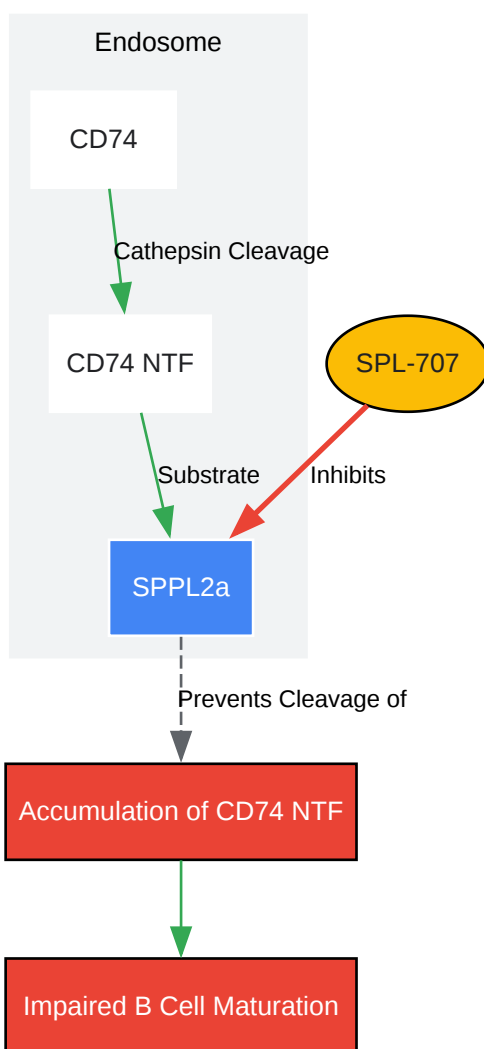 Endosome
CD74
Cathepsin Cleavage
CD74 NTF
SPL-707
Substrate
Inhibits
SPPL2a
Prevents Cleavage of
Accumulation of CD74 NTF
Impaired B Cell Maturation